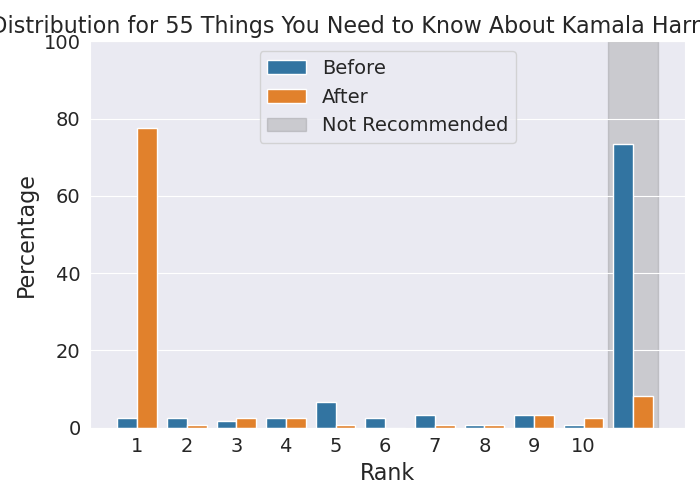 Distribution for 55 Things You Need to Know About Kamala Harr
100
80
60
40
20
0
Percentage
Before
After
Not Recommended
1 2 3 4 5 6 7 8 9 10
Rank